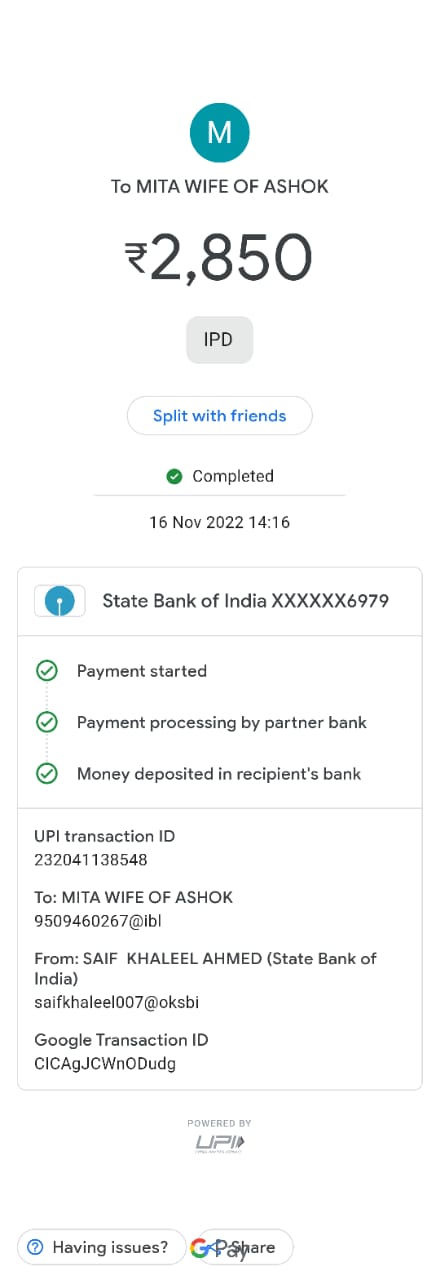 M
To MITA WIFE OF ASHOK
₹2,850
IPD
Split with friends
Completed
16 Nov 2022 14:16
State Bank of India XXXXXX6979
Payment started
Payment processing by partner bank
Money deposited in recipient's bank
UPI transaction ID
232041138548
To: MITA WIFE OF ASHOK
9509460267@ibl
From: SAIF KHALEEL AHMED (State Bank of
India)
saifkhaleel007@oksbi
Google Transaction ID
CICAgJCWnODudg
POWERED BY
UPI
Having issues?
G Pay
Share